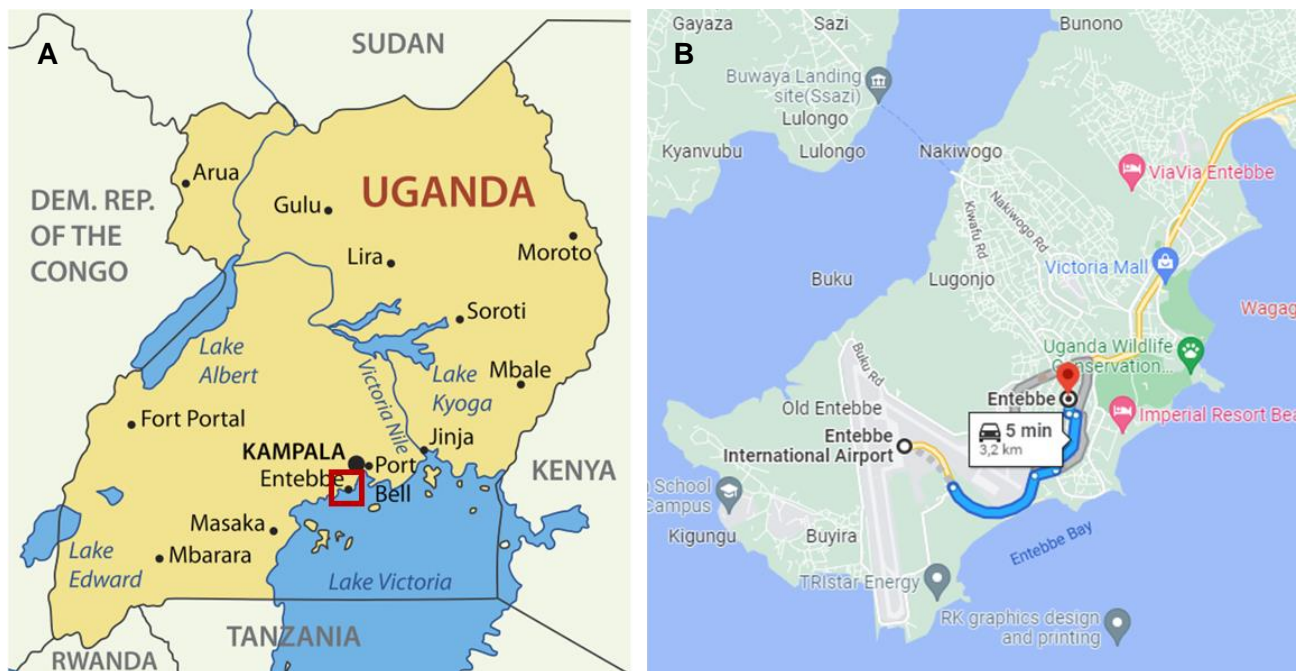 A
SUDAN
Arua
UGANDA
Gulu
DEM. REP.
OF THE
CONGO
Lira
Moroto
Soroti
Lake
Albert
Victoria Nile
Lake
Kyoga
Mbale
Fort Portal
KAMPALA
Jinja
Port
Bell
Entebbe
KENYA
Masaka
Mbarara
Lake
Edward
Lake Victoria
TANZANIA
RWANDA
B
Gayaza
Sazi
Bunono
Buwaya Landing
site(Ssazi)
Lulongo
Kyanvubu
Lulongo
Nakiwogo
ViaVia Entebbe
Kiwafu Rd
Nakiwogo Rd
Buku
Lugonjo
Victoria Mall
Wagag
Buku Rd
Uganda Wildlife
Conservation...
Old Entebbe
Entebbe
Imperial Resort Bea
Entebbe
International Airport
5 min
3,2 km
School
Campus
Kigungu
Buyira
Entebbe Bay
TRIstar Energy
RK graphics design
and printing